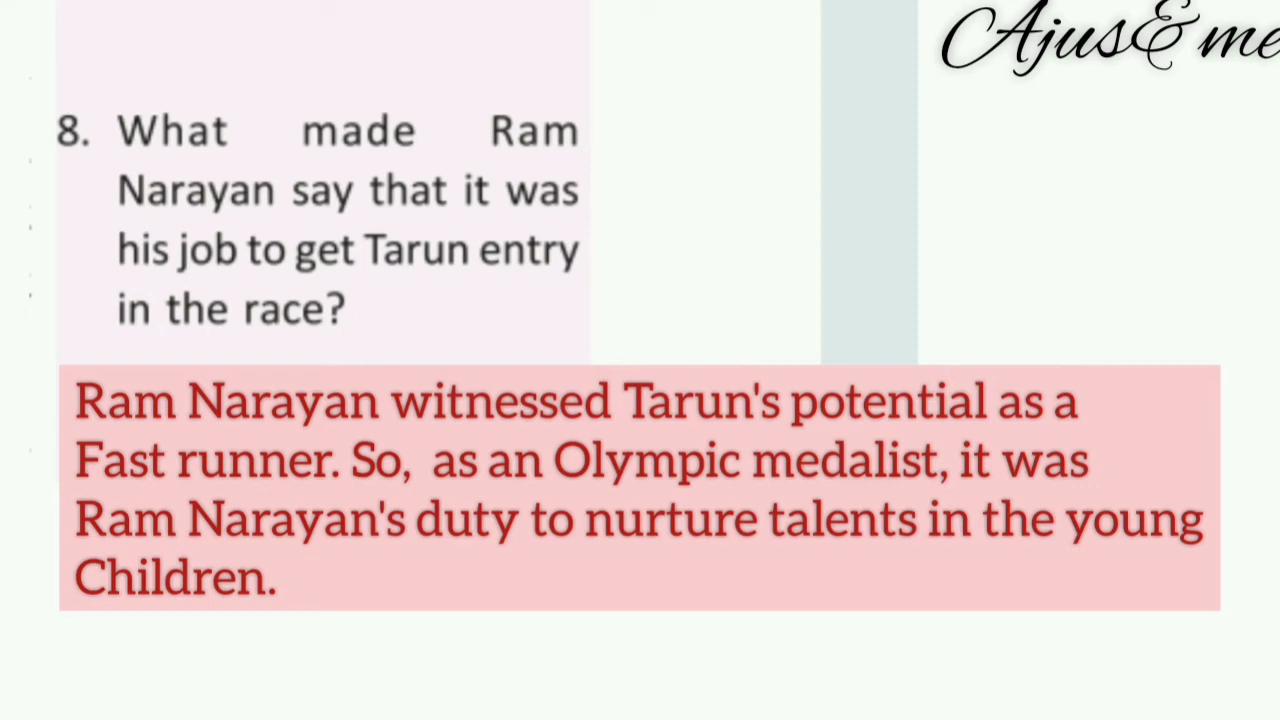 Ajus& me
8. What made Ram
Narayan say that it was
his job to get Tarun entry
in the race?
Ram Narayan witnessed Tarun's potential as a
Fast runner. So, as an Olympic medalist, it was
Ram Narayan's duty to nurture talents in the young
Children.